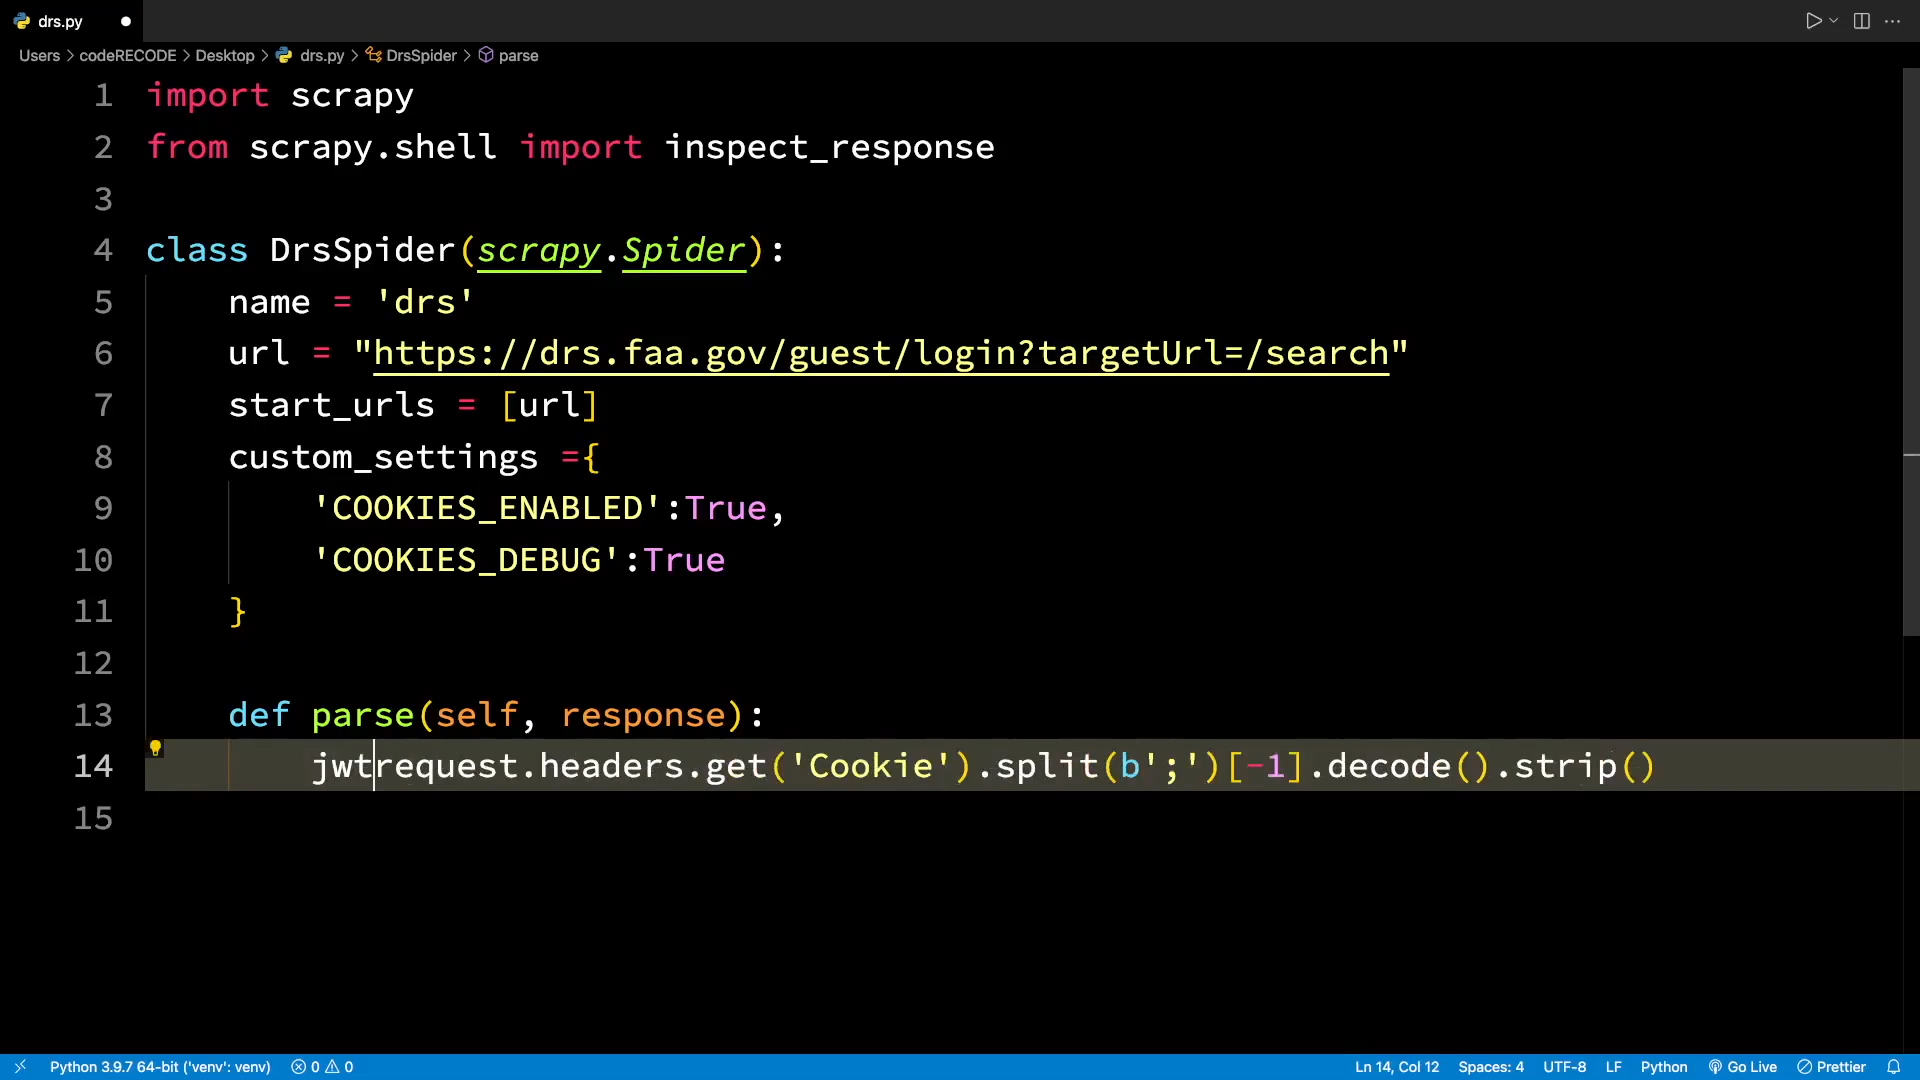 drs.py
Users > codeRECODE > Desktop > drs.py > DrsSpider > parse
1 import scrapy
2 from scrapy.shell import inspect_response
3
4 class DrsSpider(scrapy.Spider):
5 name = 'drs'
6 url = "https://drs.faa.gov/guest/login?targetUrl=/search"
7 start_urls = [url]
8 custom_settings ={
9 'COOKIES_ENABLED':True,
10 'COOKIES_DEBUG':True
11 }
12
13 def parse(self, response):
14 jwtrequest.headers.get('Cookie').split(b';')[-1].decode().strip()
15
Python 3.9.7 64-bit ('venv': venv) 0 0 Ln 14, Col 12 Spaces: 4 UTF-8 LF Python Go Live Prettier